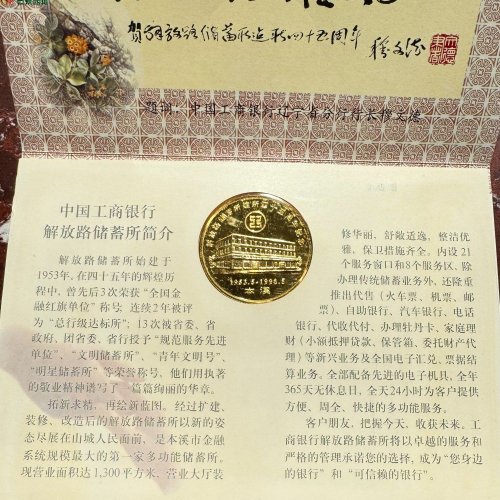 贺解放路储蓄所迁新四十五周年
题词：中国工商银行辽宁省分行行长穆文德
中国工商银行
解放路储蓄所简介
解放路储蓄所始建于
1953年，在四十五年的辉煌历
程中，曾先后3次荣获“全国金
融红旗单位”称号；连续2年被评
为“总行级达标所”；13次被省委、省
政府、团省委、省行授予“规范服务先进
单位”、“文明储蓄所”、“青年文明号”、
“明星储蓄所”等荣誉称号，他们用执著
的敬业精神谱写了一篇篇绚丽的华章。
拓新求精，再绘新蓝图。经过扩建、
装修、改造后的解放路所以新的姿
态尽展在山城人民面前，是本溪市金融
系统规模最大的第一家多功能储蓄所。
现营业面积达1,300平方米，营业大厅装
1953.5-1998.5
本溪
修华丽，舒敞适逸，整洁优
雅，保卫措施齐全。内设21
个服务窗口和8个服务区，除
办理传统储蓄业务外，还隆重
推出代售（火车票、机票、邮
票）、自助银行、汽车银行、电话
银行、代收代付、办理牡丹卡、家庭理财
（小额抵押贷款、保管箱、委托财产代理
等）新兴业务及全国电子汇兑、票据结
算业务。全部配备先进的电子机具，全年
365天无休息日，全天24小时为客户提供
方便、周全、快捷的多功能服务。
客户朋友，把握今天，收获未来。工
商银行解放路储蓄所将以卓越的服务和
严格的管理承诺您的选择，成为“您身边
的银行”和“可信赖的银行”。